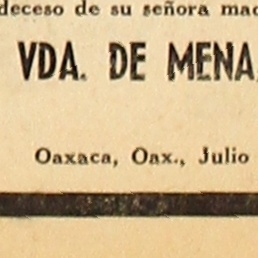 deceso de su señora mad
VDA. DE MENA,
Oaxaca, Oax., Julio